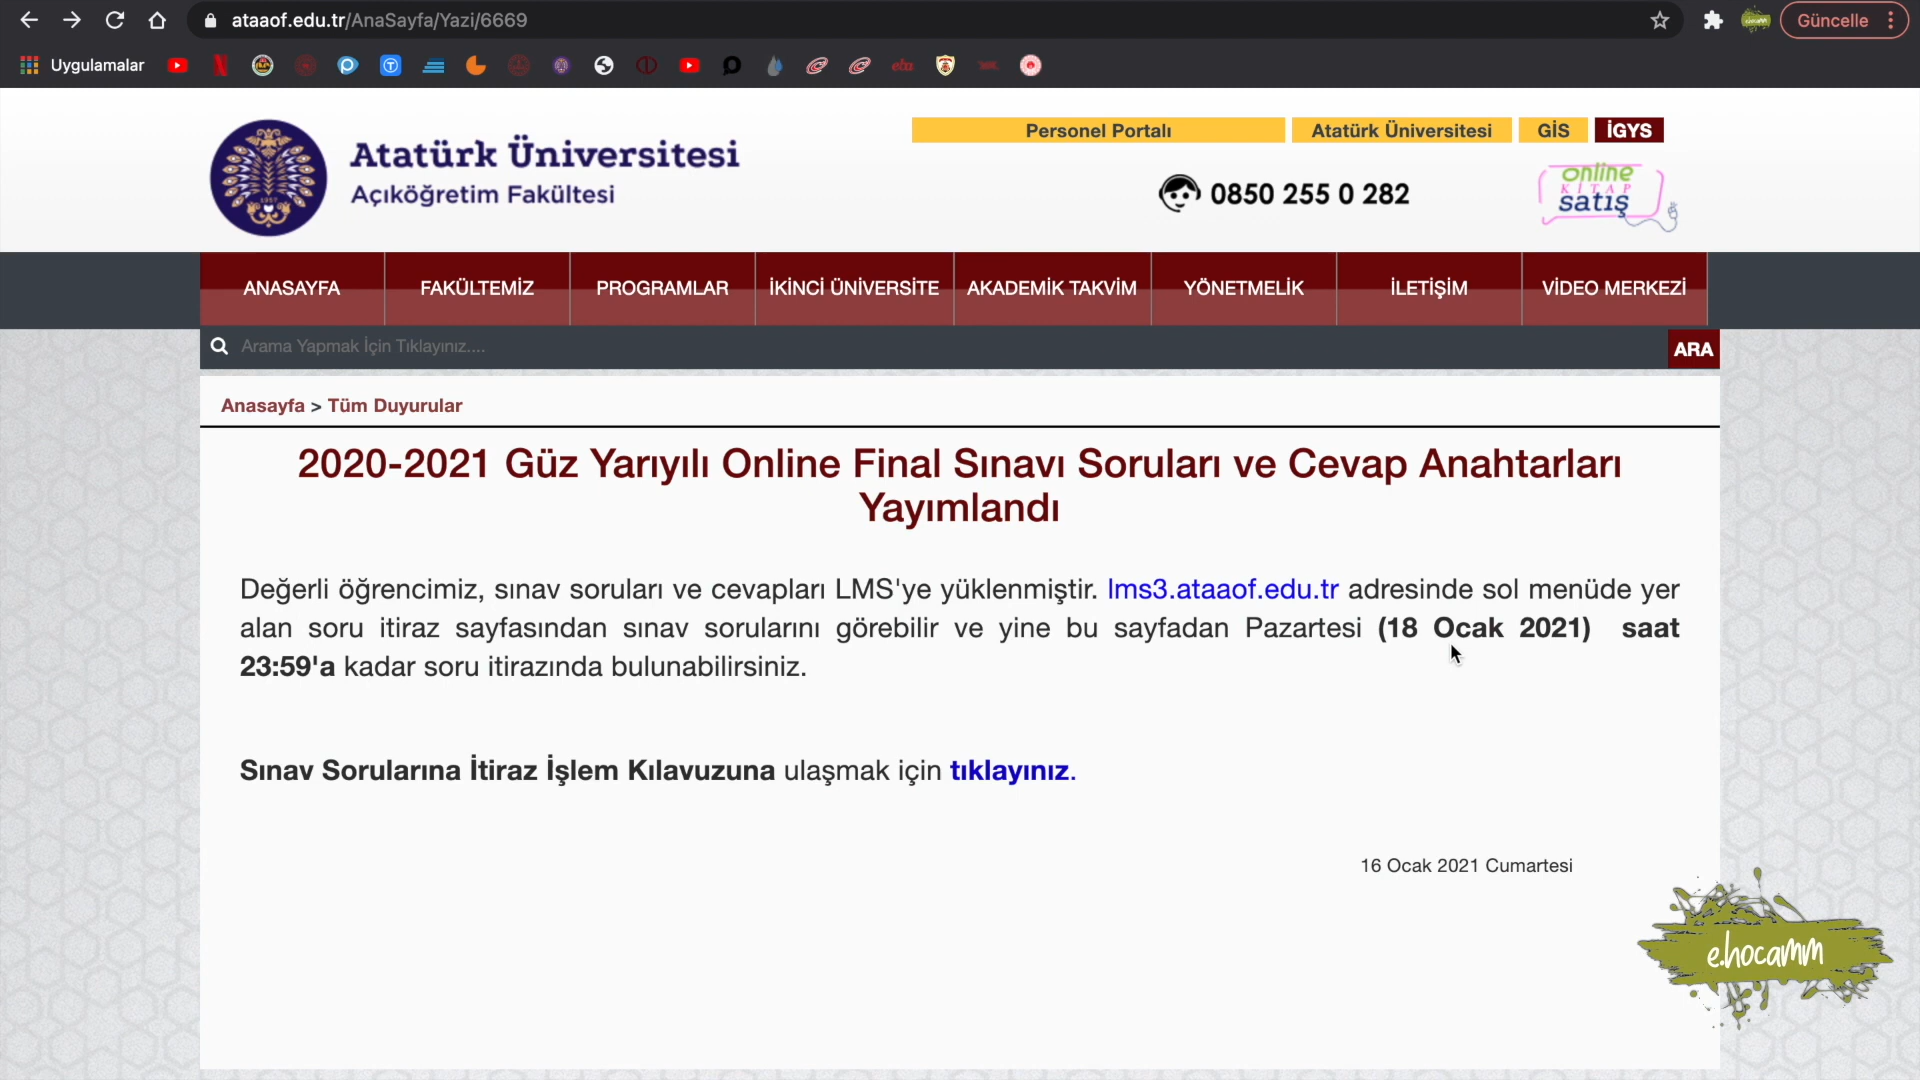 ataaof.edu.tr/AnaSayfa/Yazi/6669
Güncelle
Uygulamalar
eba
Atatürk Üniversitesi
Açıköğretim Fakültesi
1957
Personel Portalı
Atatürk Üniversitesi
GİS
İGYS
0850 255 0 282
online
KİTAP
satış
ANASAYFA
FAKÜLTEMİZ
PROGRAMLAR
İKİNCİ ÜNİVERSİTE
AKADEMİK TAKVİM
YÖNETMELİK
İLETİŞİM
VİDEO MERKEZİ
Arama Yapmak İçin Tıklayınız....
ARA
Anasayfa > Tüm Duyurular
2020-2021 Güz Yarıyılı Online Final Sınavı Soruları ve Cevap Anahtarları
Yayımlandı
Değerli öğrencimiz, sınav soruları ve cevapları LMS'ye yüklenmiştir. lms3.ataaof.edu.tr adresinde sol menüde yer
alan soru itiraz sayfasından sınav sorularını görebilir ve yine bu sayfadan Pazartesi (18 Ocak 2021) saat
23:59'a kadar soru itirazında bulunabilirsiniz.
Sınav Sorularına İtiraz İşlem Kılavuzuna ulaşmak için tıklayınız.
16 Ocak 2021 Cumartesi
e.hocamm